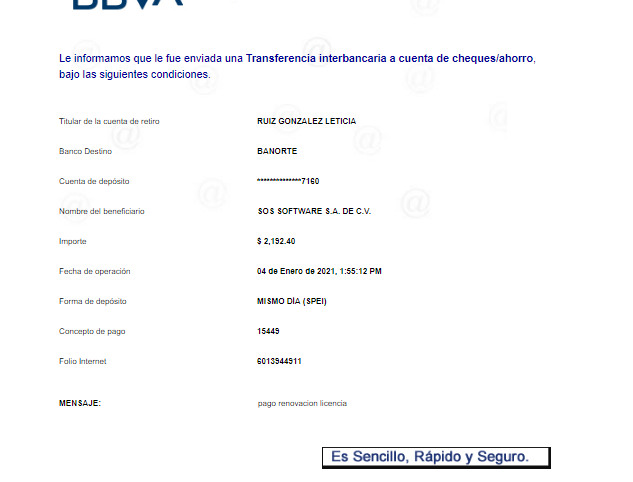 BBVA
Le informamos que le fue enviada una Transferencia interbancaria a cuenta de cheques/ahorro,
bajo las siguientes condiciones.
Titular de la cuenta de retiro RUIZ GONZALEZ LETICIA
Banco Destino BANORTE
Cuenta de depósito **************7160
Nombre del beneficiario SOS SOFTWARE S.A. DE C.V.
Importe $ 2,192.40
Fecha de operación 04 de Enero de 2021, 1:55:12 PM
Forma de depósito MISMO DÍA (SPEI)
Concepto de pago 15449
Folio Internet 6013944911
MENSAJE: pago renovacion licencia
Es Sencillo, Rápido y Seguro.